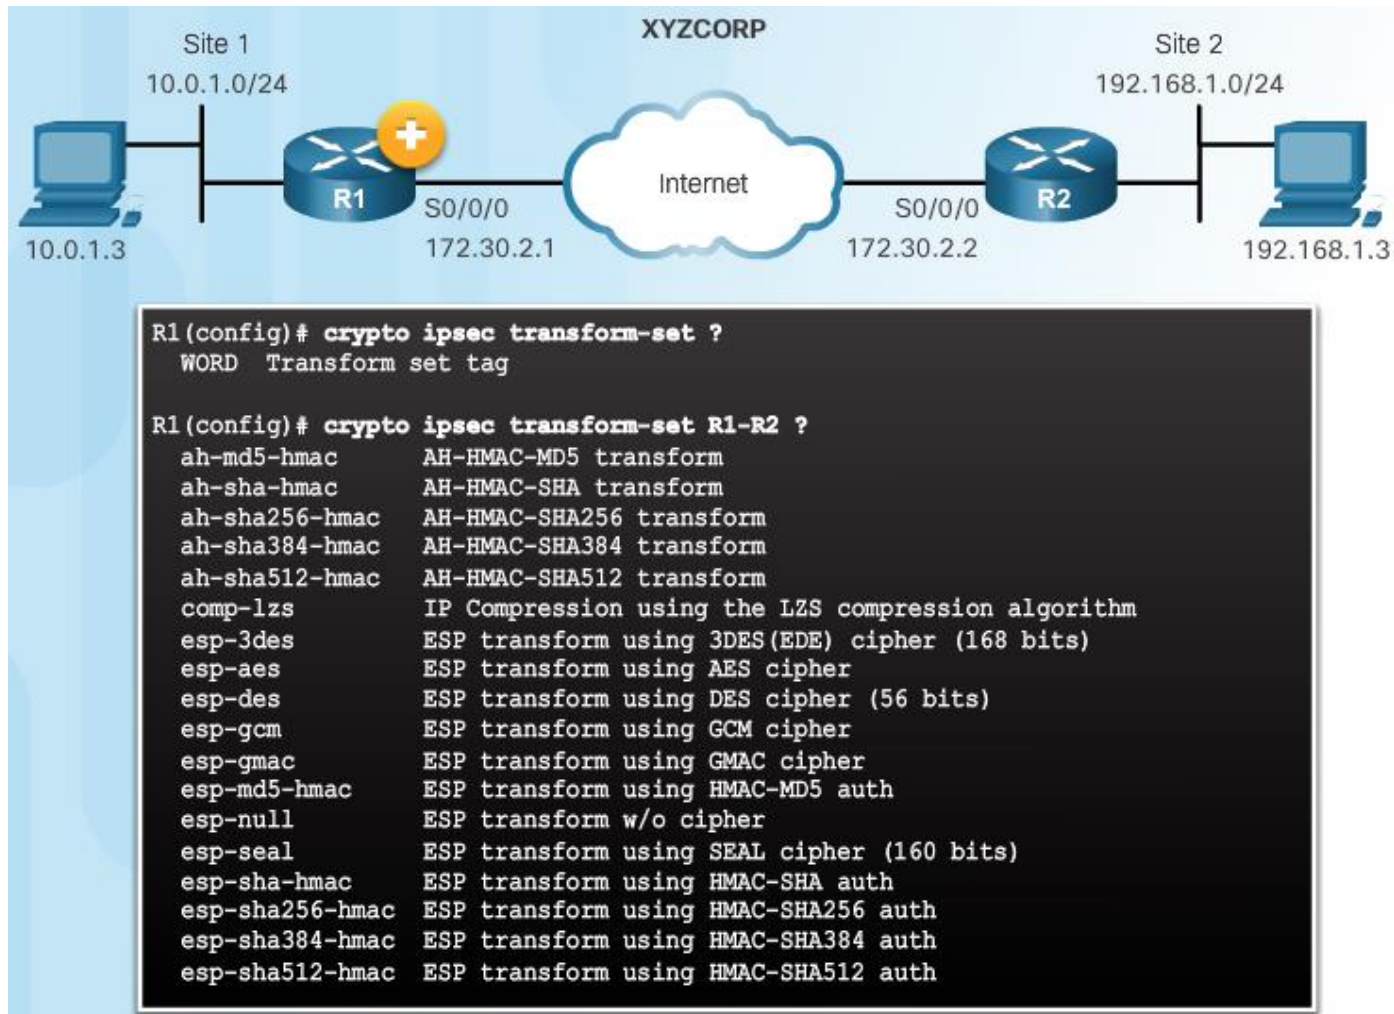 XYZCORP
Site 1
10.0.1.0/24
Site 2
192.168.1.0/24
R1
Internet
R2
S0/0/0
172.30.2.1
S0/0/0
172.30.2.2
10.0.1.3
192.168.1.3
R1(config)# crypto ipsec transform-set ?
WORD  Transform set tag
R1(config)# crypto ipsec transform-set R1-R2 ?
ah-md5-hmac      AH-HMAC-MD5 transform
ah-sha-hmac      AH-HMAC-SHA transform
ah-sha256-hmac   AH-HMAC-SHA256 transform
ah-sha384-hmac   AH-HMAC-SHA384 transform
ah-sha512-hmac   AH-HMAC-SHA512 transform
comp-lzs         IP Compression using the LZS compression algorithm
esp-3des         ESP transform using 3DES(EDE) cipher (168 bits)
esp-aes          ESP transform using AES cipher
esp-des          ESP transform using DES cipher (56 bits)
esp-gcm          ESP transform using GCM cipher
esp-gmac         ESP transform using GMAC cipher
esp-md5-hmac     ESP transform using HMAC-MD5 auth
esp-null         ESP transform w/o cipher
esp-seal         ESP transform using SEAL cipher (160 bits)
esp-sha-hmac     ESP transform using HMAC-SHA auth
esp-sha256-hmac  ESP transform using HMAC-SHA256 auth
esp-sha384-hmac  ESP transform using HMAC-SHA384 auth
esp-sha512-hmac  ESP transform using HMAC-SHA512 auth